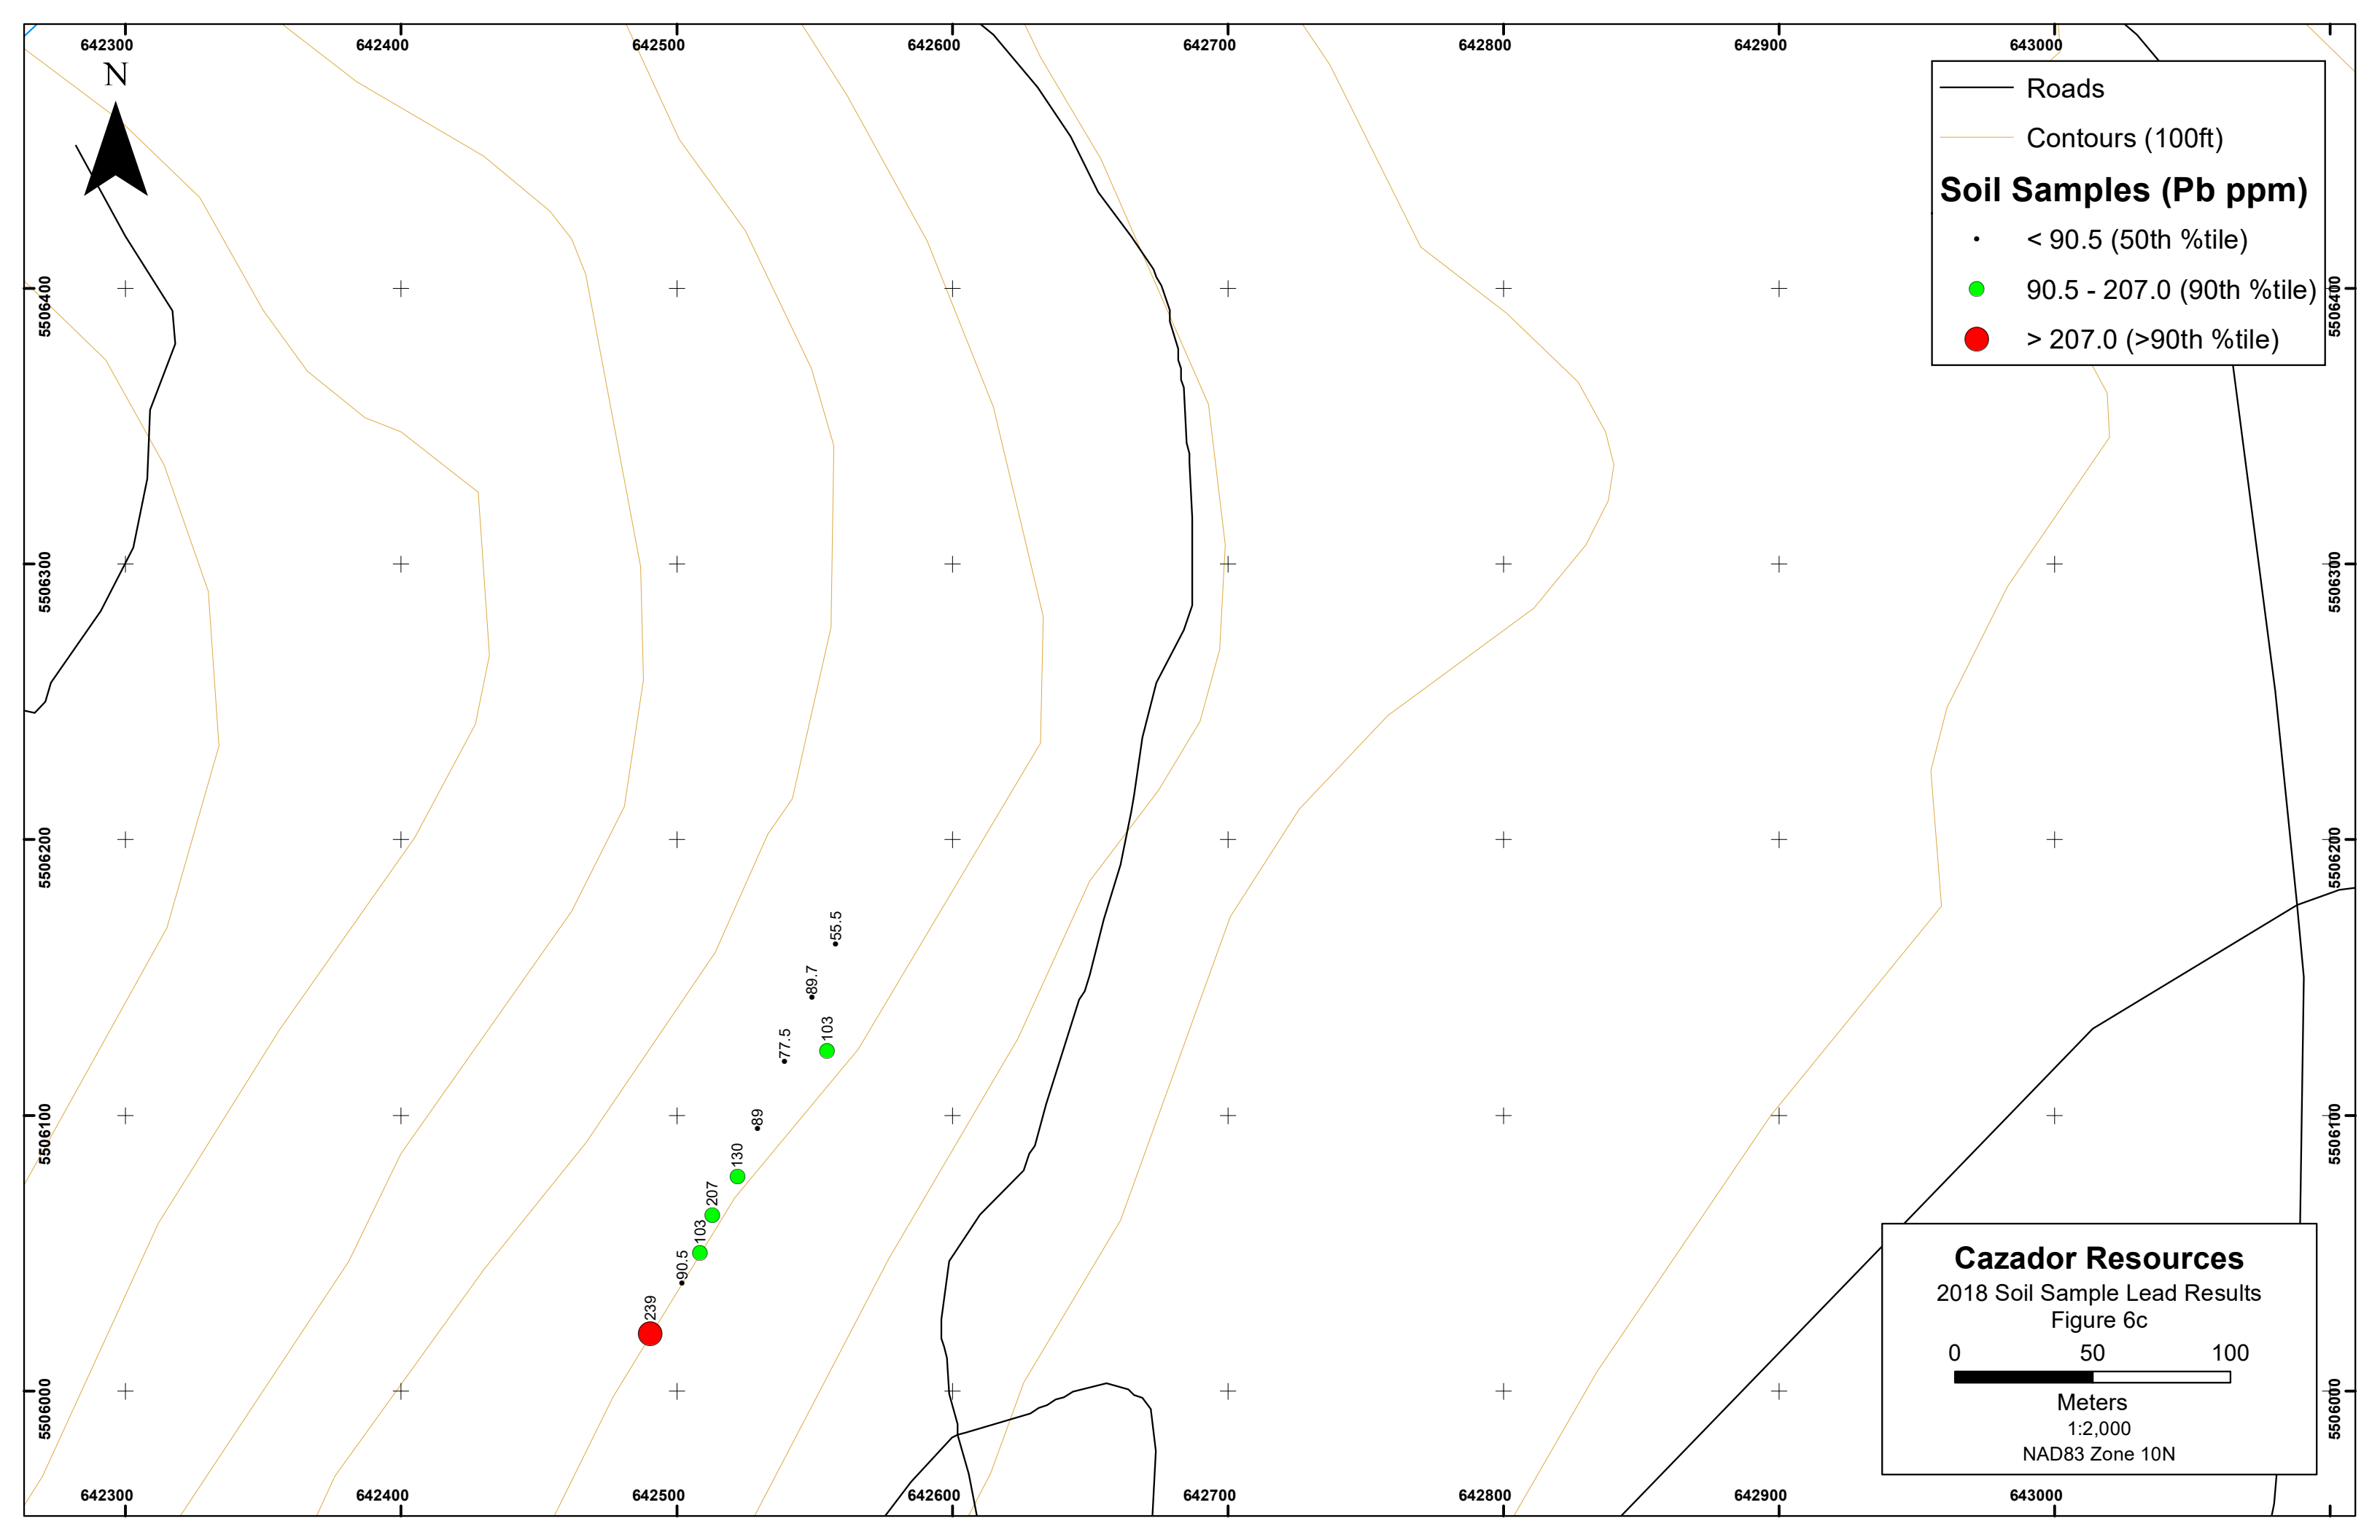 642300
642400
642500
642600
642700
642800
642900
643000
N
Roads
Contours (100ft)
Soil Samples (Pb ppm)
< 90.5 (50th %tile)
90.5 - 207.0 (90th %tile)
> 207.0 (>90th %tile)
5506400
5506400
5506300
5506300
5506200
5506200
55.5
89.7
103
77.5
89
5506100
5506100
130
207
103
90.5
239
Cazador Resources
2018 Soil Sample Lead Results
Figure 6c
0 50 100
Meters
1:2,000
NAD83 Zone 10N
5506000
5506000
642300
642400
642500
642600
642700
642800
642900
643000